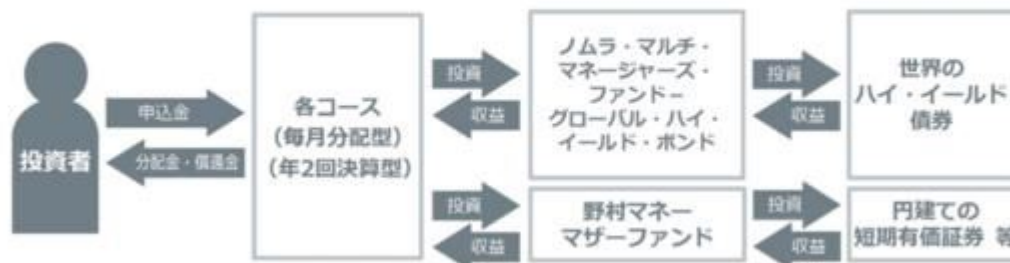 投資者
申込金
分配金・償還金
各コース
(毎月分配型)
(年2回決算型)
投資
収益
ノムラ・マルチ・
マネージャーズ・
ファンド－
グローバル・ハイ・
イールド・ボンド
投資
収益
世界の
ハイ・イールド
債券
投資
収益
野村マネー
マザーファンド
投資
収益
円建ての
短期有価証券 等